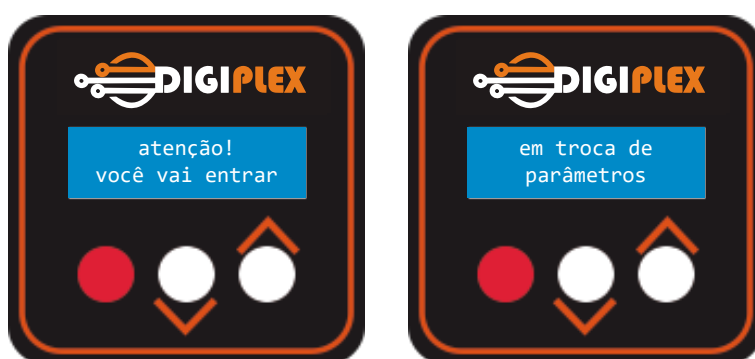 DIGIPLEX
atenção!
você vai entrar
DIGIPLEX
em troca de
parâmetros